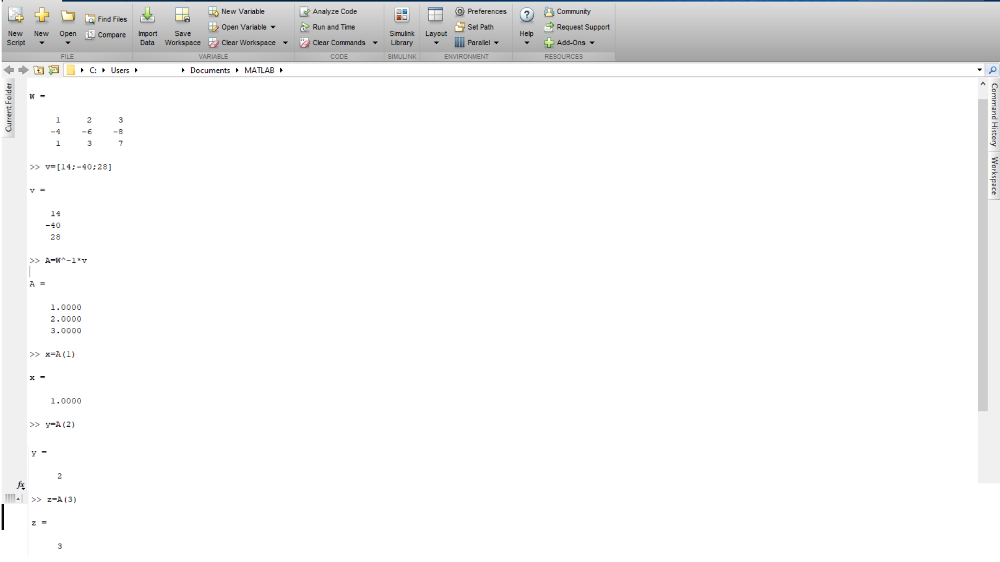 New Script
New
Open
Find Files
Compare
FILE
Import Data
Save Workspace
New Variable
Open Variable
Clear Workspace
VARIABLE
Analyze Code
Run and Time
Clear Commands
CODE
Simulink Library
SIMULINK
Layout
Preferences
Set Path
Parallel
ENVIRONMENT
? Help
Community
Request Support
Add-Ons
RESOURCES
C: Users Documents MATLAB
Current Folder
Command History
Workspace
W =
1 2 3
-4 -6 -8
1 3 7
>> v=[14;-40;28]
v =
14
-40
28
>> A=W^-1*v
A =
1.0000
2.0000
3.0000
>> x=A(1)
x =
1.0000
>> y=A(2)
y =
2
fx
>> z=A(3)
z =
3